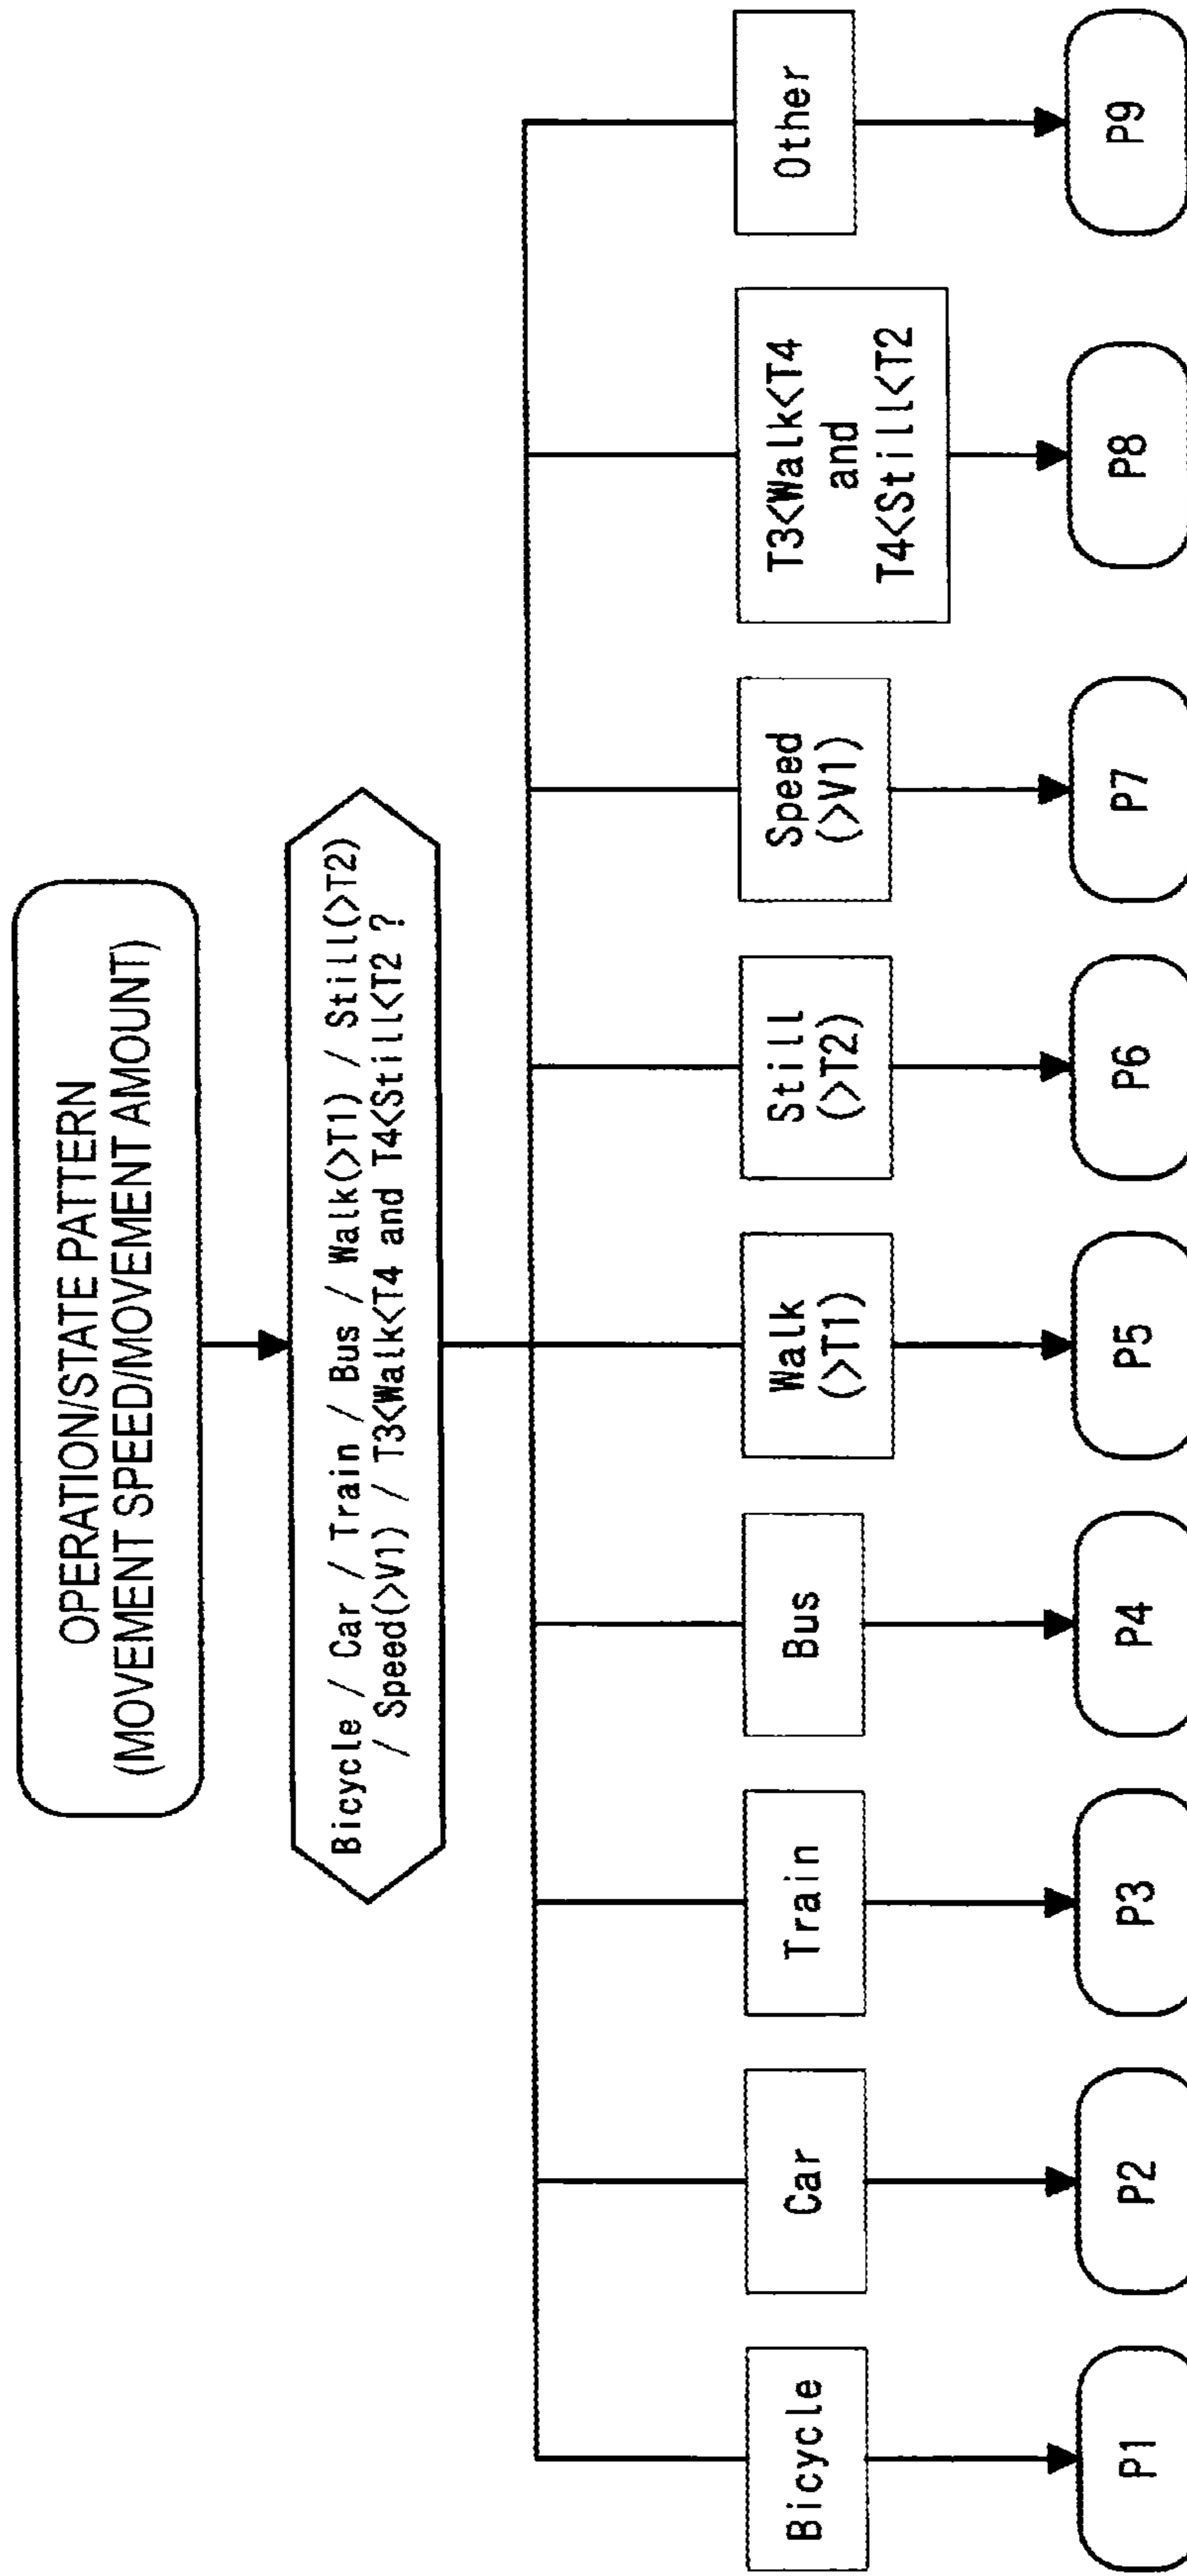 OPERATION/STATE PATTERN
(MOVEMENT SPEED/MOVEMENT AMOUNT)
Bicycle / Car / Train / Bus / Walk(>T1) / Still(>T2)
/ Speed(>V1) / T3<Walk<T4 and T4<Still<T2 ?
Bicycle
Car
Train
Bus
Walk
(>T1)
Still
(>T2)
Speed
(>V1)
T3<Walk<T4
and
T4<Still<T2
Other
P1
P2
P3
P4
P5
P6
P7
P8
P9